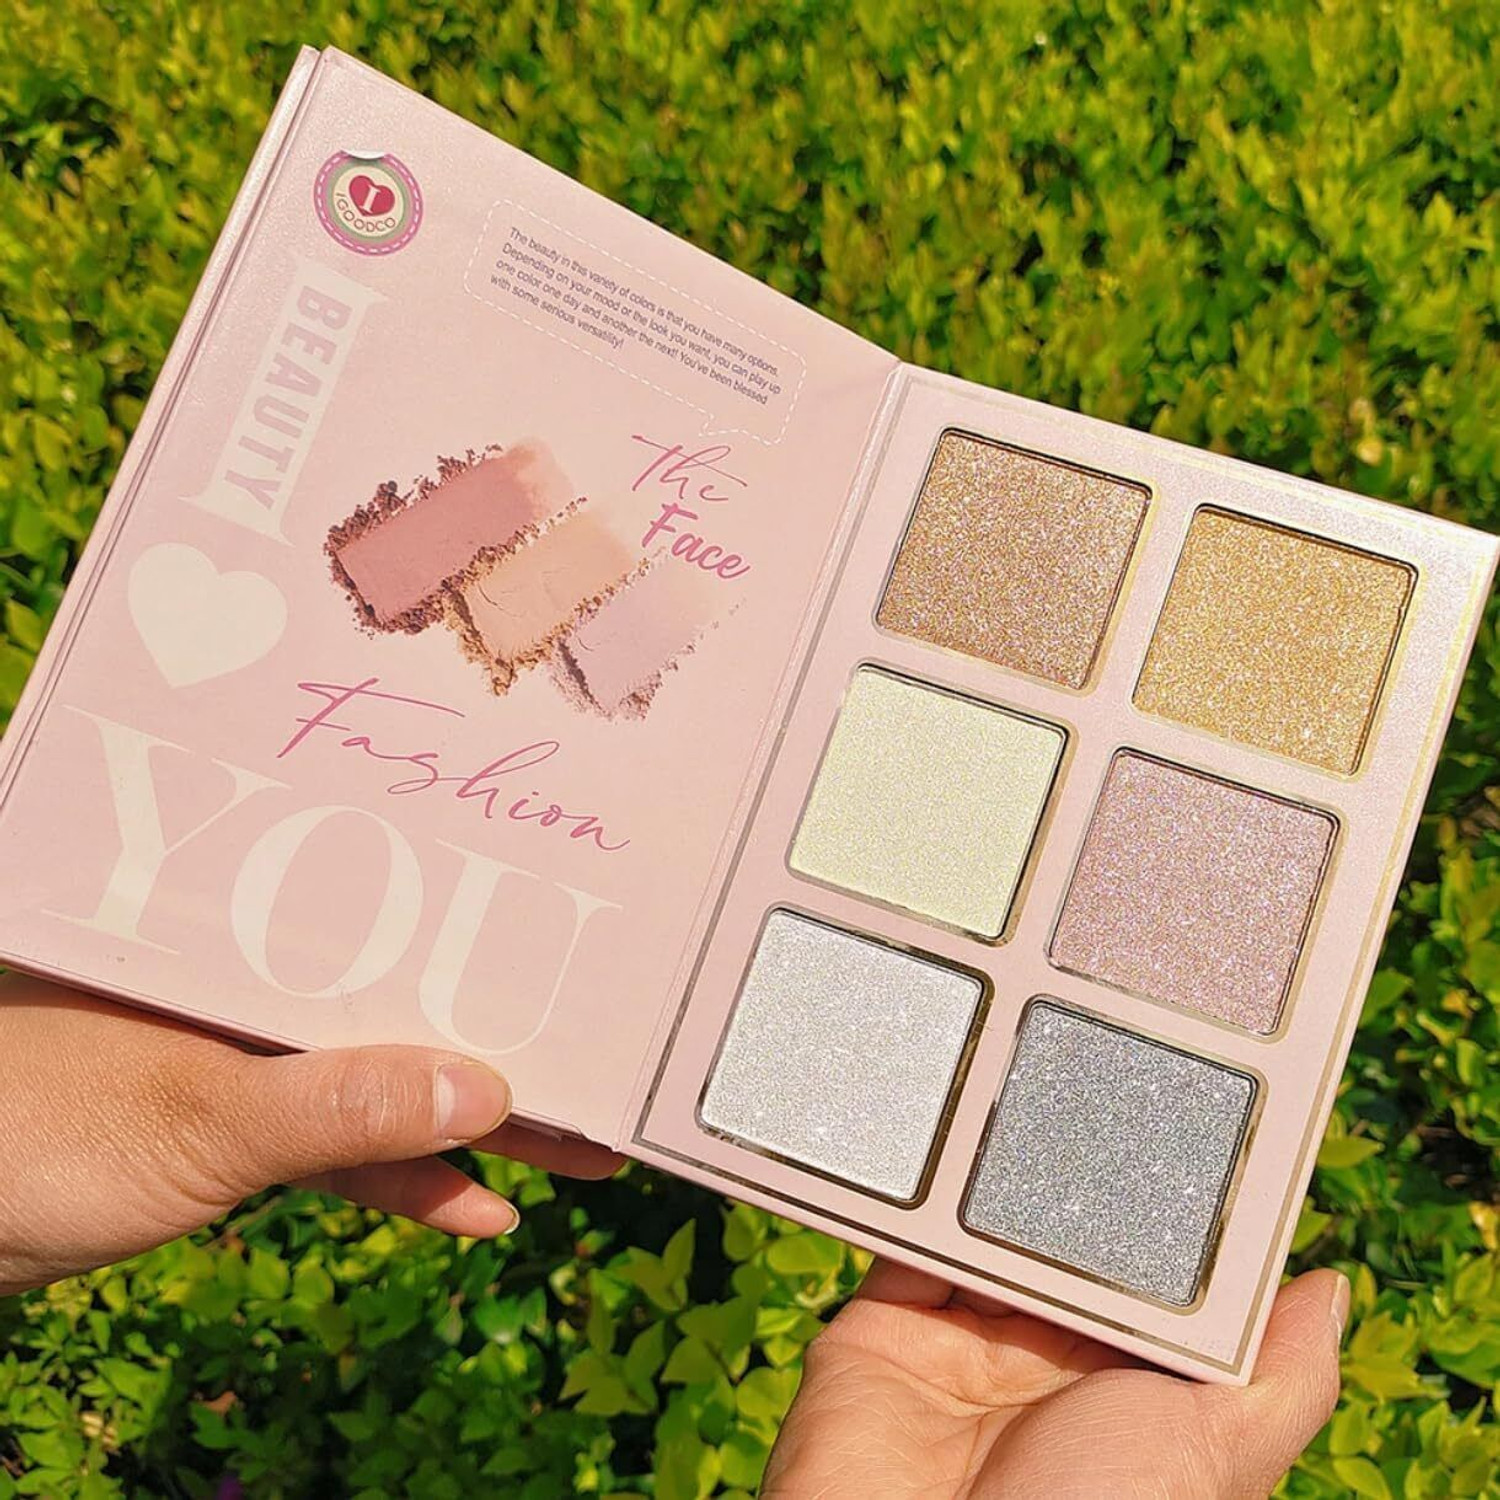 I
IGOODCO
The beauty in this variety of colors is that you have many options.
Depending on your mood or the look you want, you can play up
one color one day and another the next! You've been blessed
with some serious versatility!
BEAUTY
The
Face
Fashion
YOU